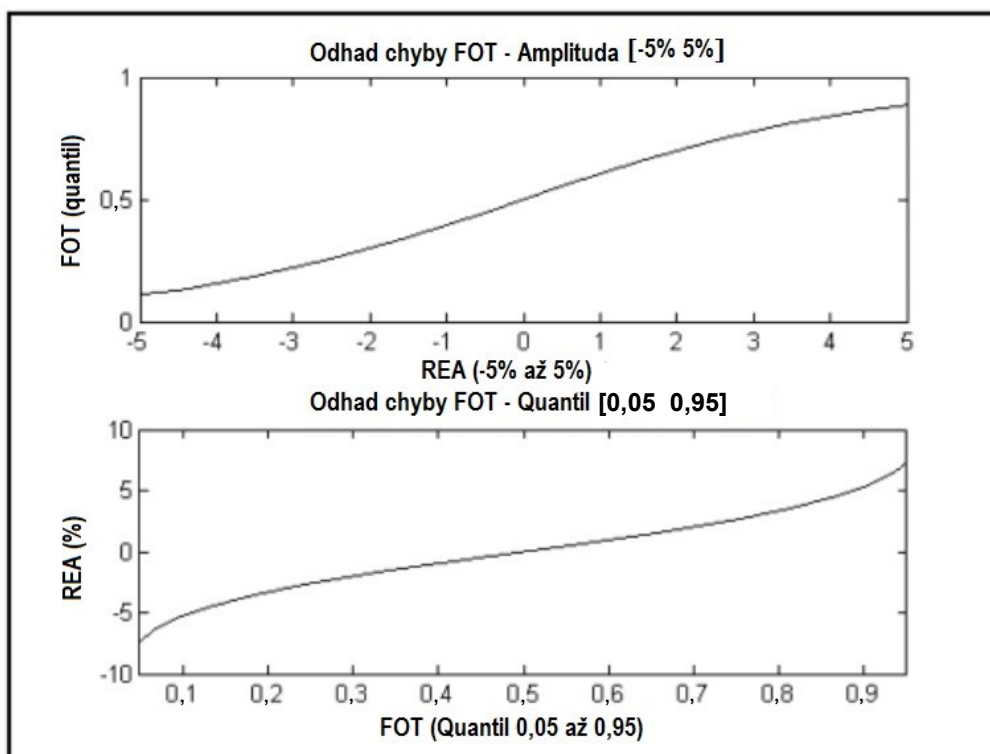 Odhad chyby FOT - Amplituda [-5% 5%]
1
0,5
0
FOT (quantil)
-5 -4 -3 -2 -1 0 1 2 3 4 5
REA (-5% až 5%)
Odhad chyby FOT - Quantil [0,05 0,95]
10
5
0
-5
-10
REA (%)
0,1 0,2 0,3 0,4 0,5 0,6 0,7 0,8 0,9
FOT (Quantil 0,05 až 0,95)